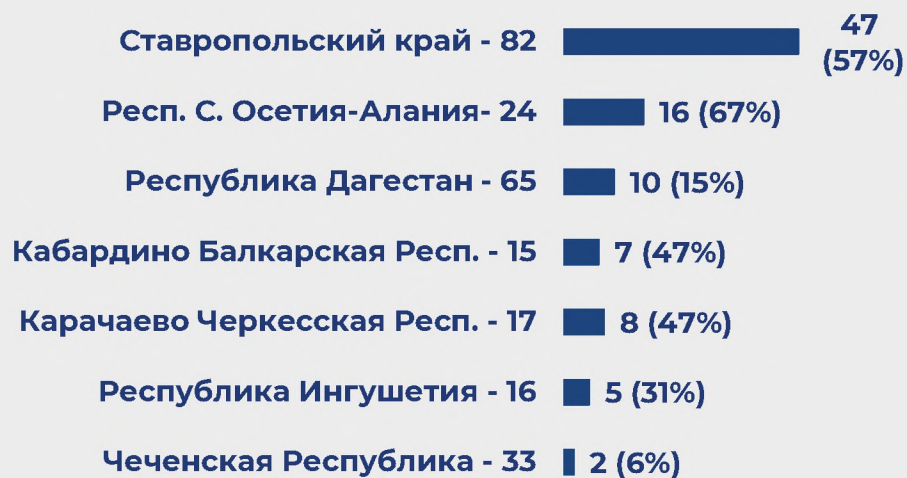 Ставропольский край - 82 47 (57%)
Респ. С. Осетия-Алания- 24 16 (67%)
Республика Дагестан - 65 10 (15%)
Кабардино Балкарская Респ. - 15 7 (47%)
Карачаево Черкесская Респ. - 17 8 (47%)
Республика Ингушетия - 16 5 (31%)
Чеченская Республика - 33 2 (6%)